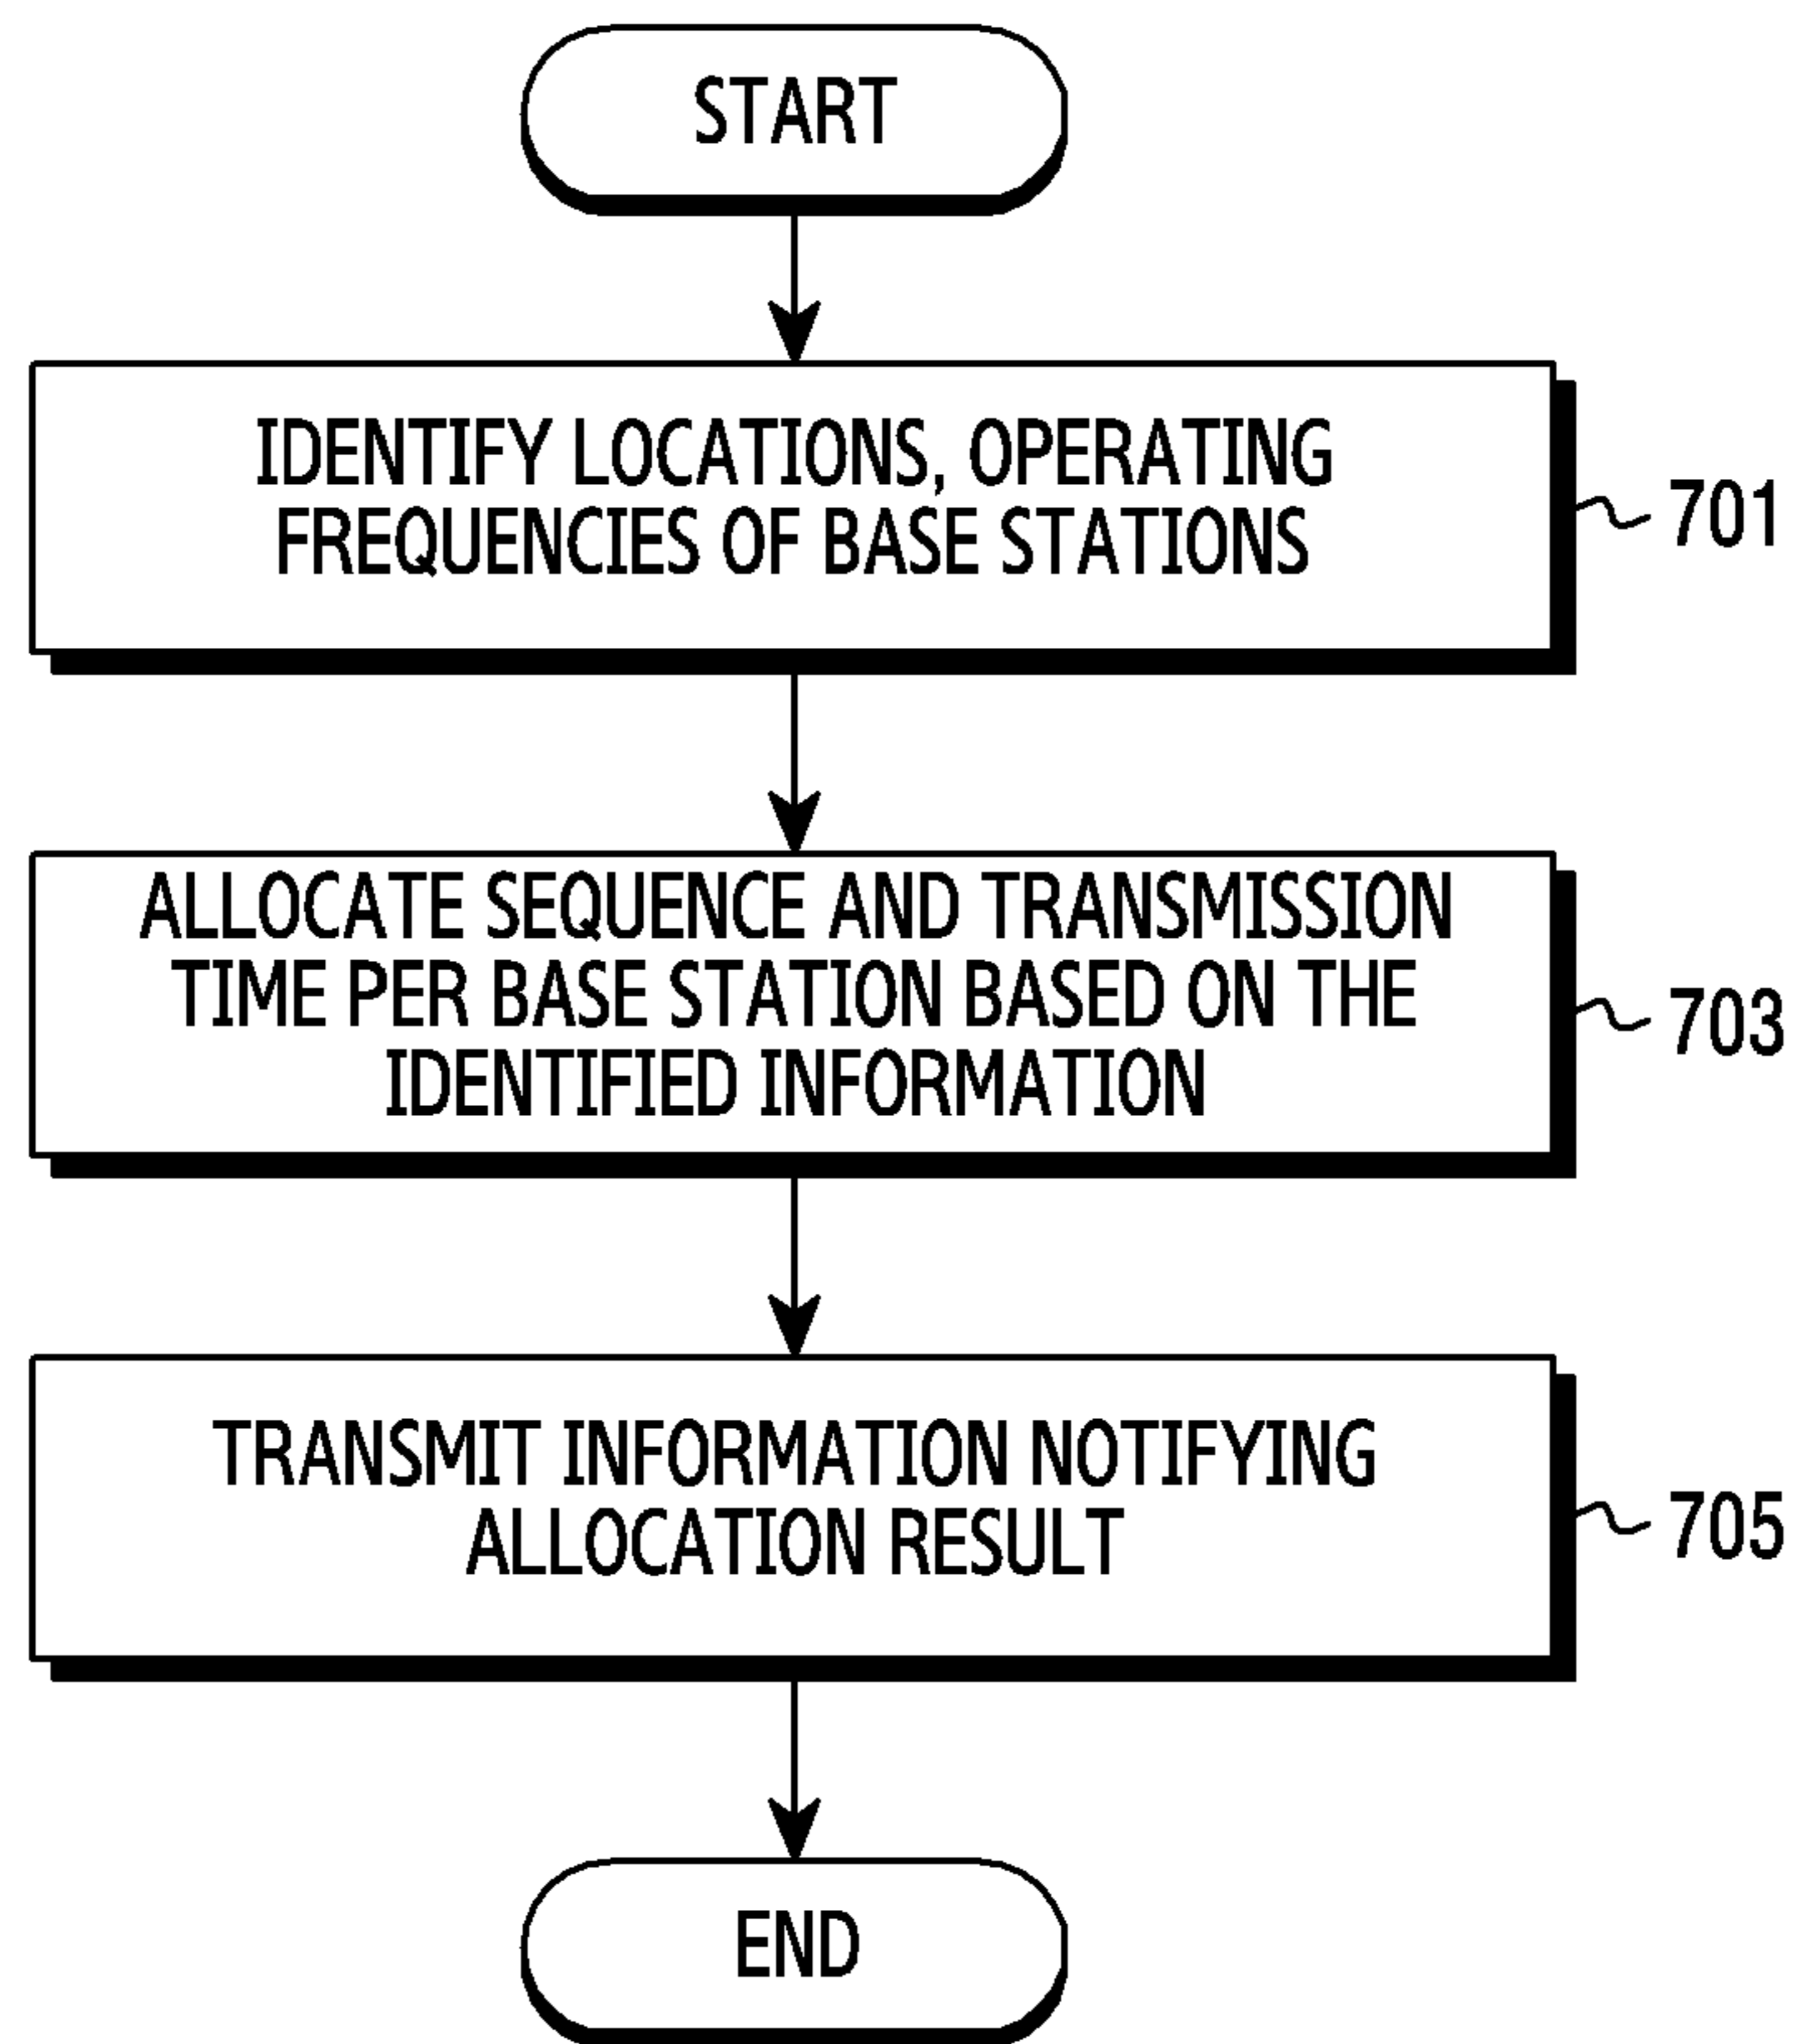 START
IDENTIFY LOCATIONS, OPERATING
FREQUENCIES OF BASE STATIONS
701
ALLOCATE SEQUENCE AND TRANSMISSION
TIME PER BASE STATION BASED ON THE
IDENTIFIED INFORMATION
703
TRANSMIT INFORMATION NOTIFYING
ALLOCATION RESULT
705
END